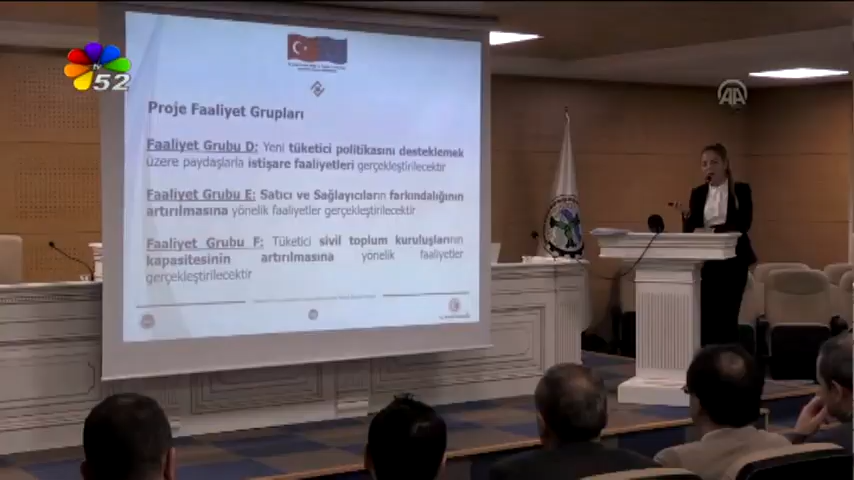 tv
52
AA
Proje Faaliyet Grupları
Faaliyet Grubu D: Yeni tüketici politikasını desteklemek
üzere paydaşlarla istişare faaliyetleri gerçekleştirilecektir
Faaliyet Grubu E: Satıcı ve Sağlayıcıların farkındalığının
artırılmasına yönelik faaliyetler gerçekleştirilecektir
Faaliyet Grubu F: Tüketici sivil toplum kuruluşlarının
kapasitesinin artırılmasına yönelik faaliyetler
gerçekleştirilecektir